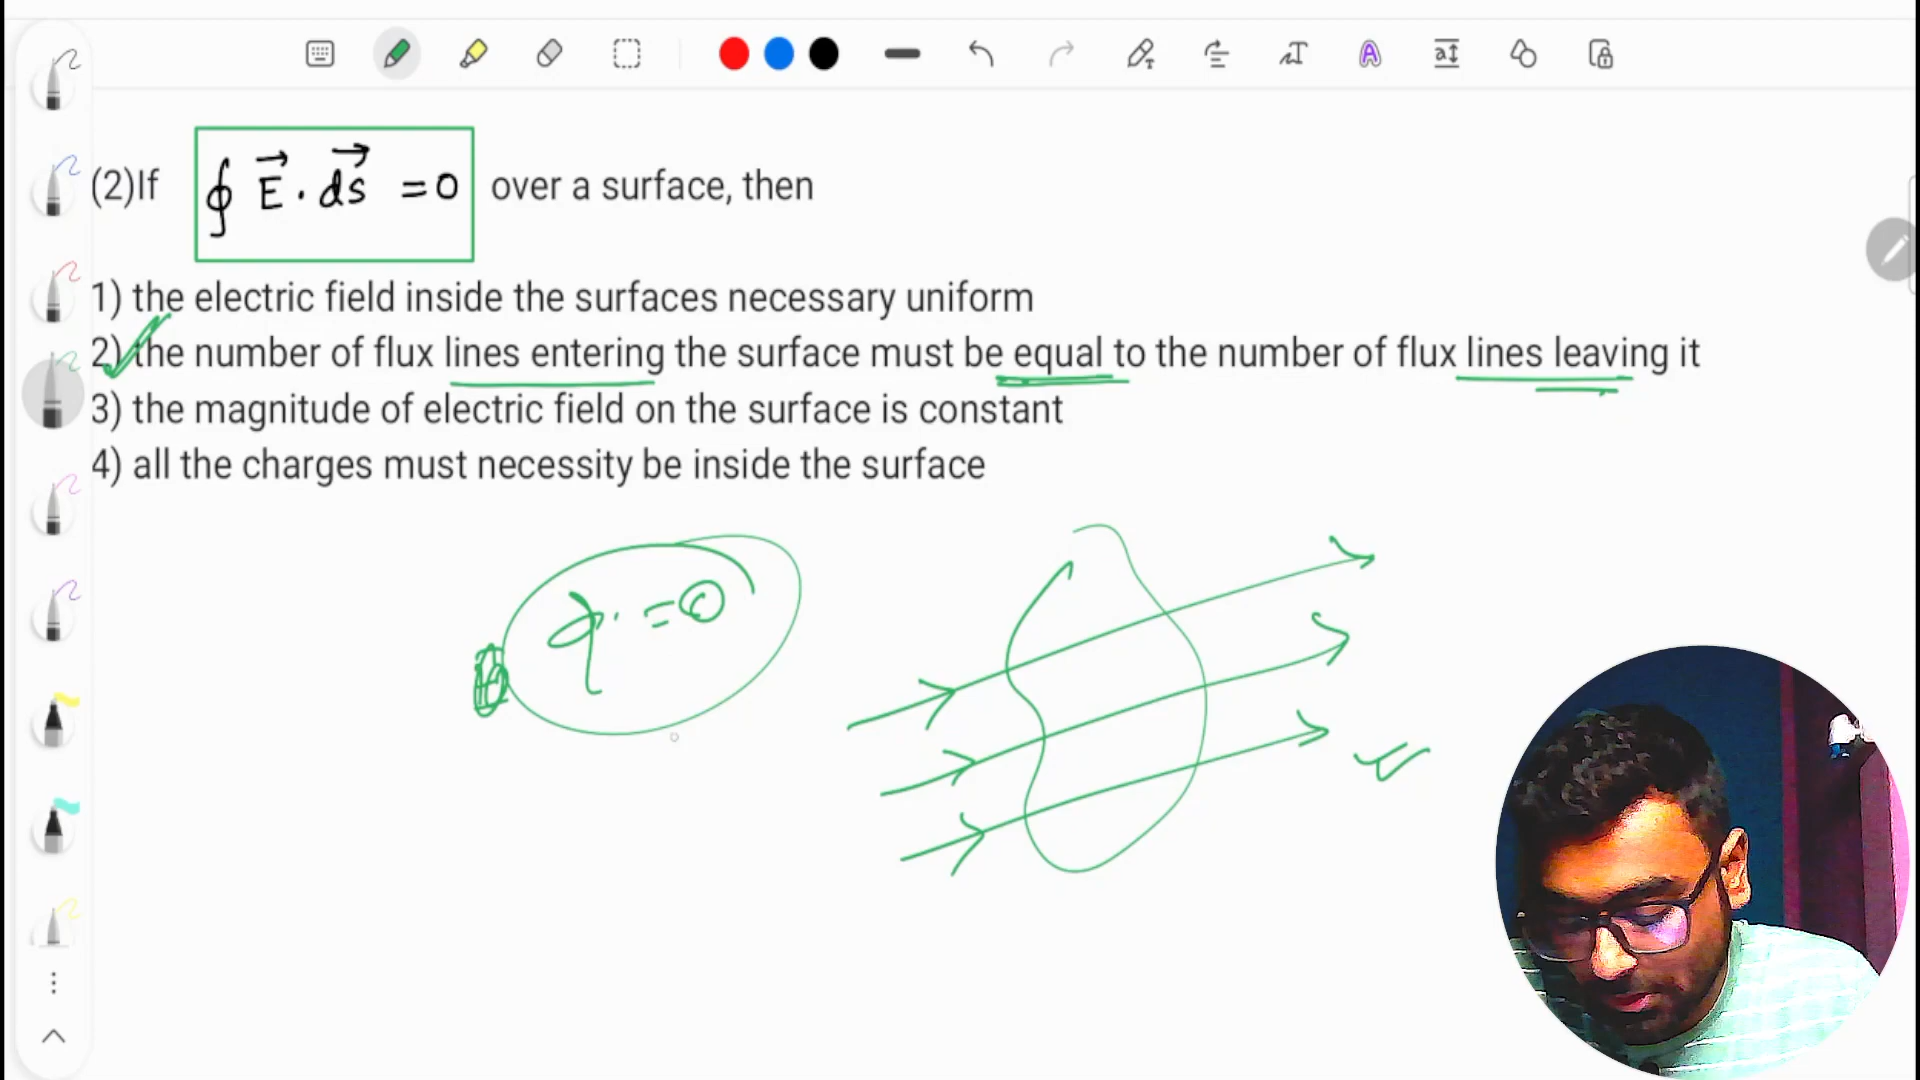 (2)If ∮ E⃗ · ds⃗ = 0 over a surface, then
1) the electric field inside the surfaces necessary uniform
2) the number of flux lines entering the surface must be equal to the number of flux lines leaving it
3) the magnitude of electric field on the surface is constant
4) all the charges must necessity be inside the surface
q = 0